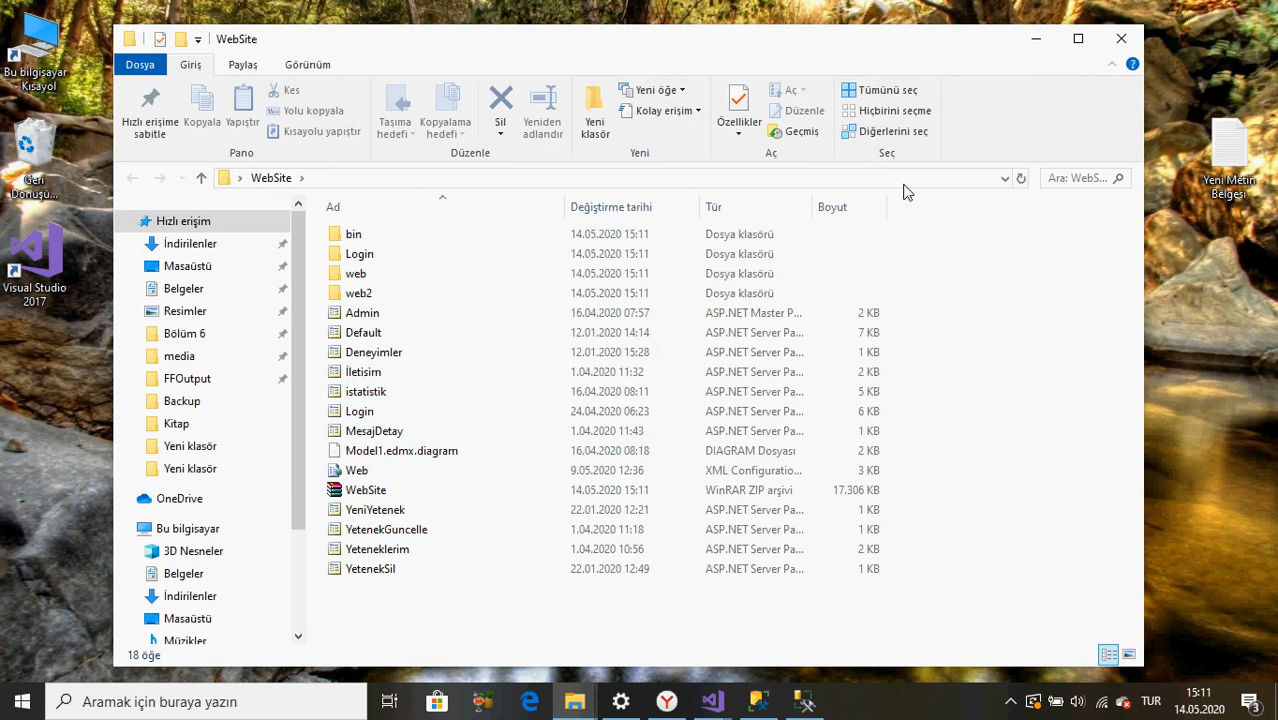 Bu bilgisayar
- Kısayol
Geri
Dönüşü...
Visual Studio
2017
Yeni Metin
Belgesi
WebSite
Dosya
Giriş
Paylaş
Görünüm
Hızlı erişime
sabitle
Kopyala
Yapıştır
Kes
Yolu kopyala
Kısayolu yapıştır
Pano
Taşıma
hedefi
Kopyalama
hedefi
Sil
Yeniden
adlandır
Düzenle
Yeni
klasör
Yeni öğe
Kolay erişim
Yeni
Özellikler
Aç
Düzenle
Geçmiş
Aç
Tümünü seç
Hiçbirini seçme
Diğerlerini seç
Seç
WebSite
Ara: WebS...
Hızlı erişim
İndirilenler
Masaüstü
Belgeler
Resimler
Bölüm 6
media
FFOutput
Backup
Kitap
Yeni klasör
Yeni klasör
OneDrive
Bu bilgisayar
3D Nesneler
Belgeler
İndirilenler
Masaüstü
Müzikler
Ad Değiştirme tarihi Tür Boyut
bin 14.05.2020 15:11 Dosya klasörü
Login 14.05.2020 15:11 Dosya klasörü
web 14.05.2020 15:11 Dosya klasörü
web2 14.05.2020 15:11 Dosya klasörü
Admin 16.04.2020 07:57 ASP.NET Master P... 2 KB
Default 12.01.2020 14:14 ASP.NET Server Pa... 7 KB
Deneyimler 12.01.2020 15:28 ASP.NET Server Pa... 1 KB
İletisim 1.04.2020 11:32 ASP.NET Server Pa... 2 KB
istatistik 16.04.2020 08:11 ASP.NET Server Pa... 5 KB
Login 24.04.2020 06:23 ASP.NET Server Pa... 6 KB
MesajDetay 1.04.2020 11:43 ASP.NET Server Pa... 1 KB
Model1.edmx.diagram 16.04.2020 08:18 DIAGRAM Dosyası 2 KB
Web 9.05.2020 12:36 XML Configuratio... 3 KB
WebSite 14.05.2020 15:11 WinRAR ZIP arşivi 17.306 KB
YeniYetenek 22.01.2020 12:21 ASP.NET Server Pa... 1 KB
YetenekGuncelle 1.04.2020 11:18 ASP.NET Server Pa... 1 KB
Yeteneklerim 1.04.2020 10:56 ASP.NET Server Pa... 2 KB
YetenekSil 22.01.2020 12:49 ASP.NET Server Pa... 1 KB
18 öğe
Aramak için buraya yazın
TUR
15:11
14.05.2020
3